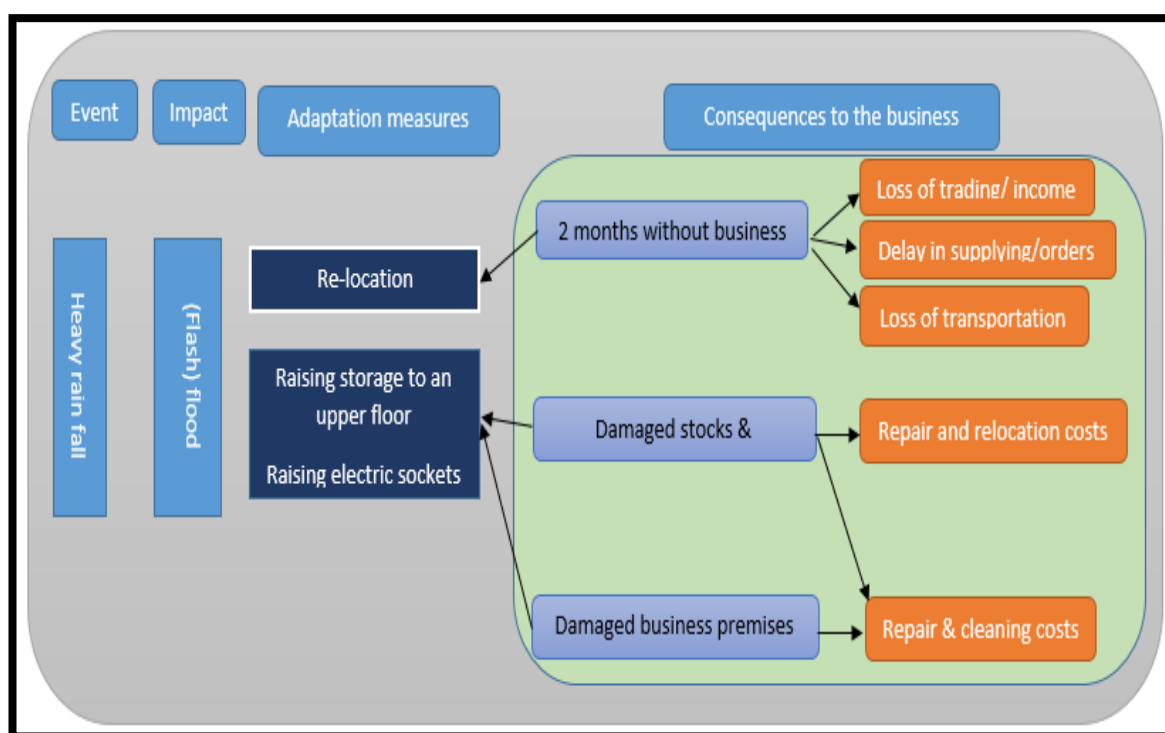 Event
Impact
Adaptation measures
Consequences to the business
Heavy rain fall
(Flash) flood
Re-location
Raising storage to an
upper floor
Raising electric sockets
2 months without business
Damaged stocks &
Damaged business premises
Loss of trading/ income
Delay in supplying/orders
Loss of transportation
Repair and relocation costs
Repair & cleaning costs